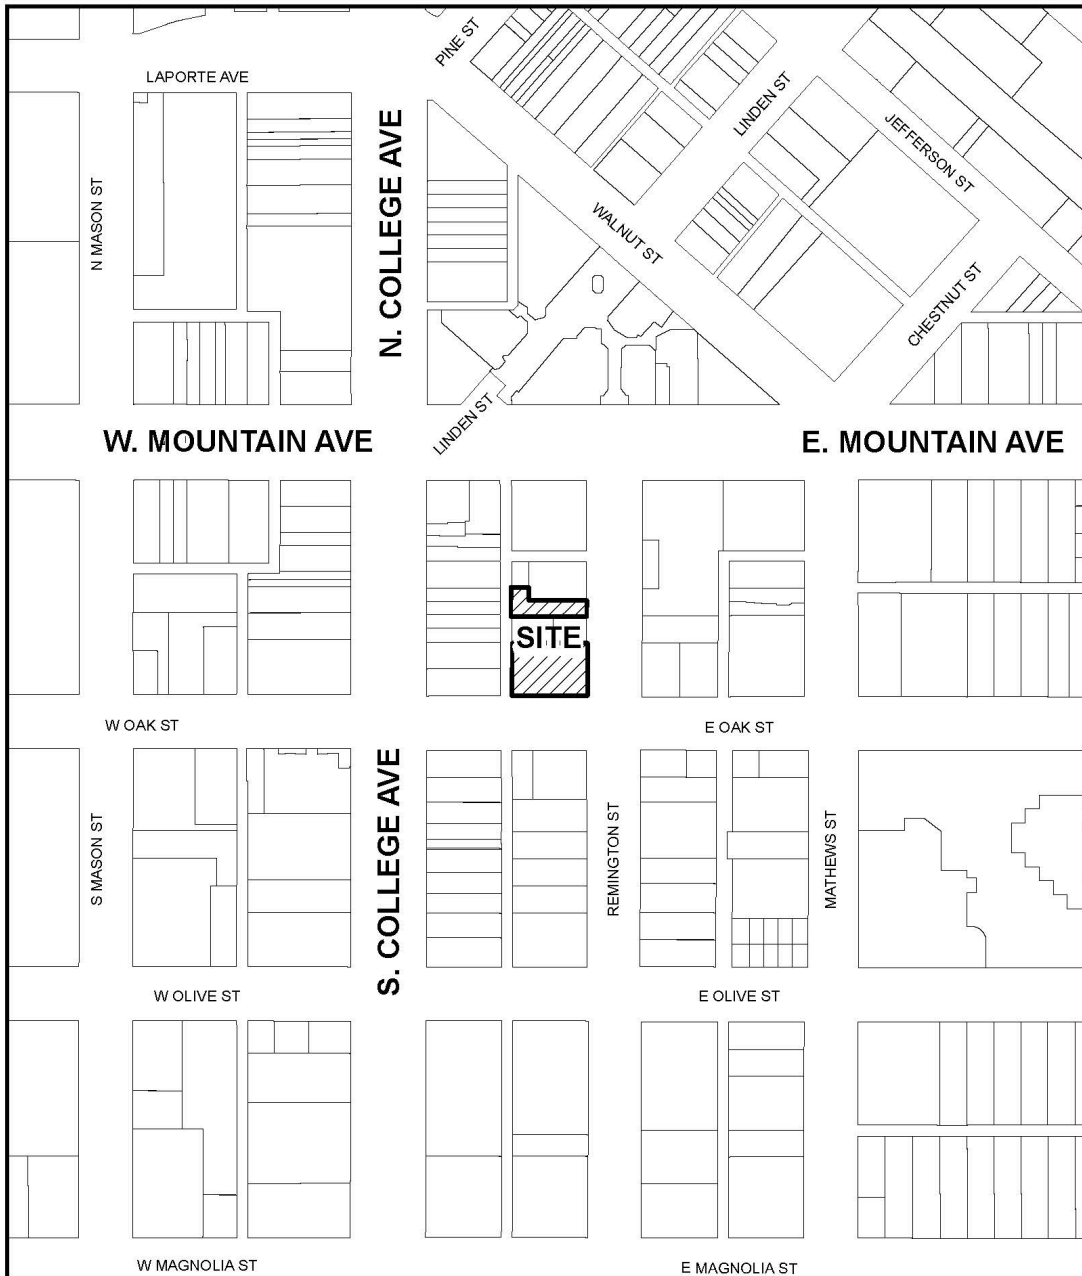 PINE ST
LAPORTE AVE
LINDEN ST
JEFFERSON ST
N. COLLEGE AVE
N MASON ST
WALNUT ST
CHESTNUT ST
LINDEN ST
W. MOUNTAIN AVE
E. MOUNTAIN AVE
SITE
W OAK ST
E OAK ST
S. COLLEGE AVE
S MASON ST
REMINGTON ST
MATHEWS ST
W OLIVE ST
E OLIVE ST
W MAGNOLIA ST
E MAGNOLIA ST